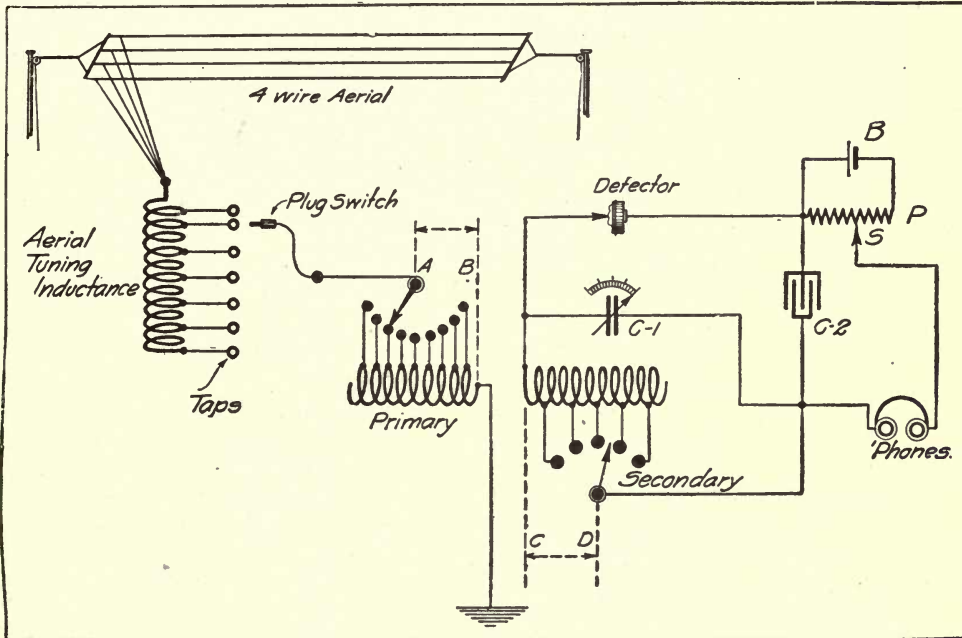 4 wire Aerial
B
Detector
P
Plug Switch
S
Aerial
Tuning
Inductance
A
B
C-1
C-2
Taps
Primary
'Phones.
Secondary
C
D